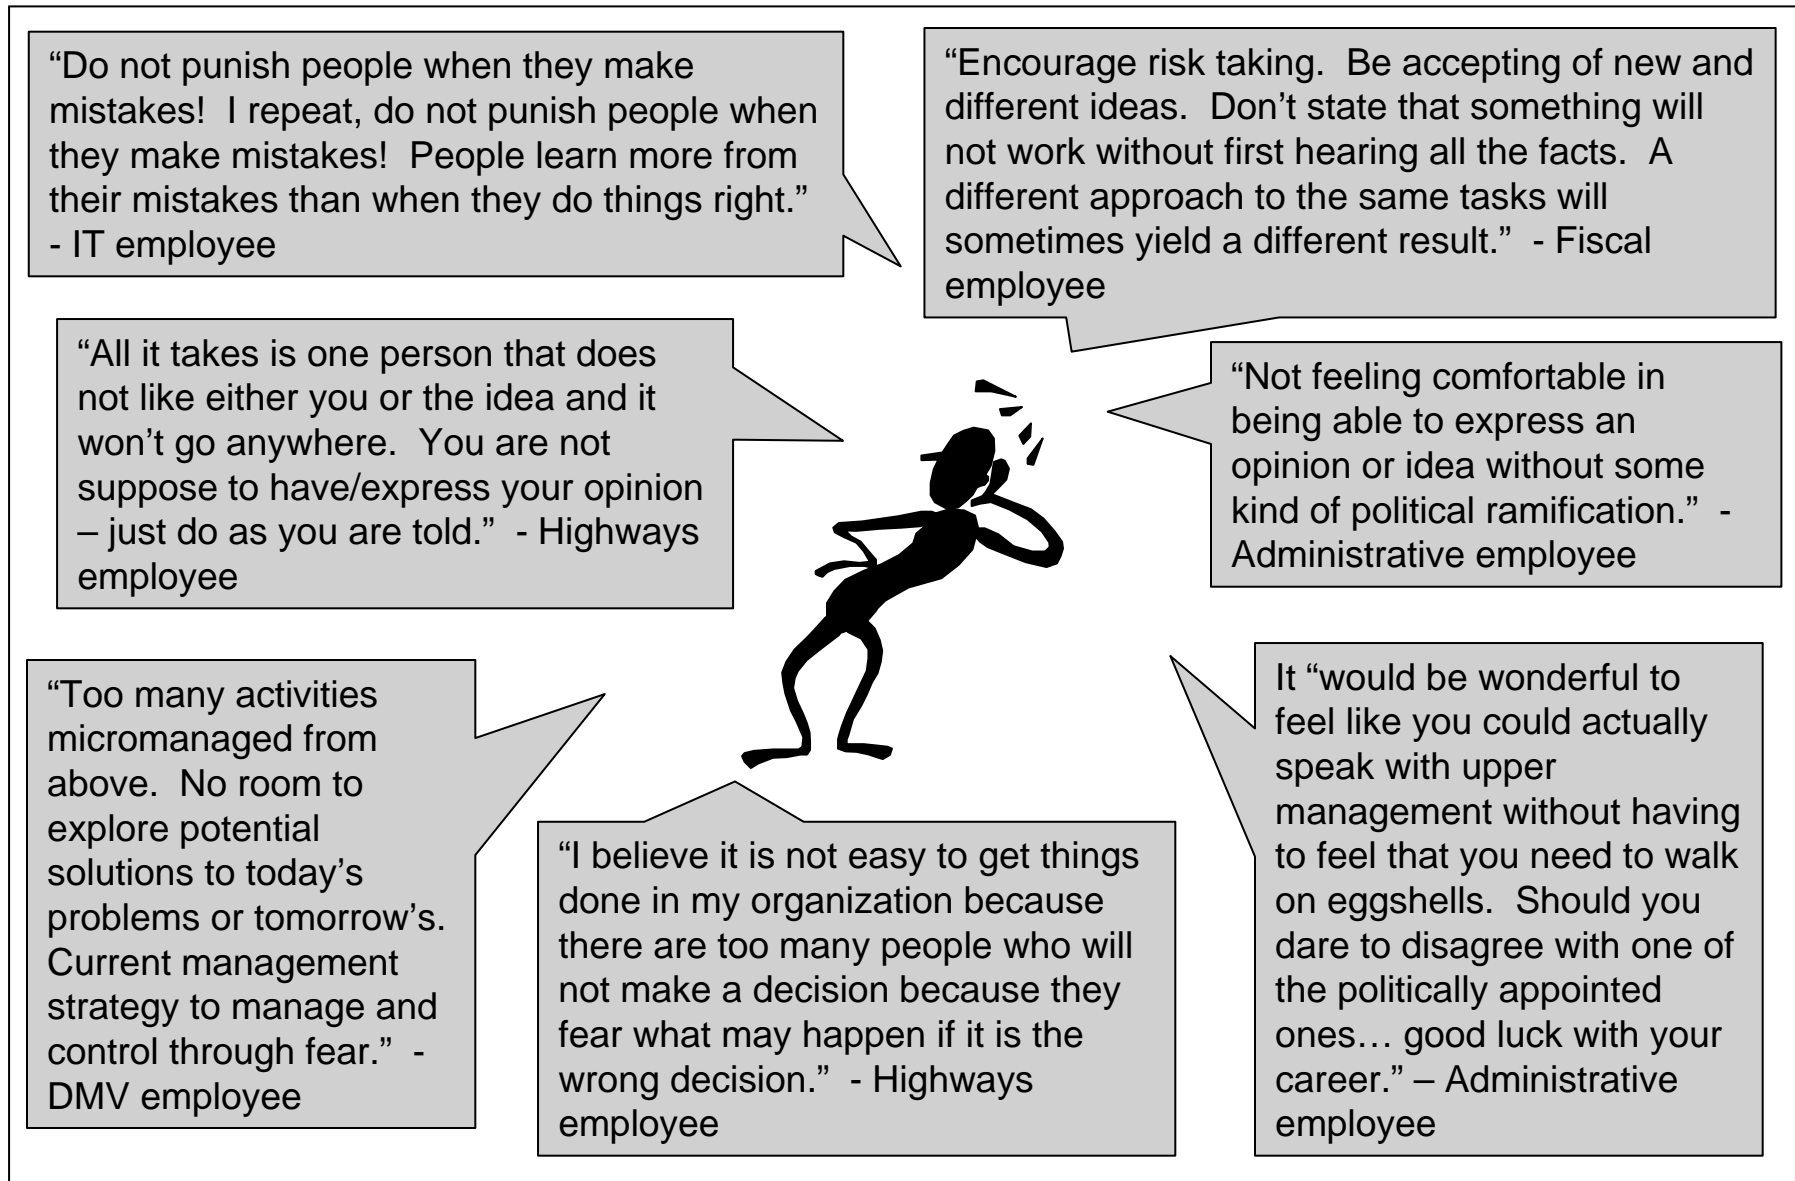 “Do not punish people when they make
mistakes!  I repeat, do not punish people when
they make mistakes!  People learn more from
their mistakes than when they do things right.”
- IT employee
“Encourage risk taking.  Be accepting of new and
different ideas.  Don’t state that something will
not work without first hearing all the facts.  A
different approach to the same tasks will
sometimes yield a different result.”  - Fiscal
employee
“All it takes is one person that does
not like either you or the idea and it
won’t go anywhere.  You are not
suppose to have/express your opinion
– just do as you are told.”  - Highways
employee
“Not feeling comfortable in
being able to express an
opinion or idea without some
kind of political ramification.”  -
Administrative employee
“Too many activities
micromanaged from
above.  No room to
explore potential
solutions to today’s
problems or tomorrow’s.
Current management
strategy to manage and
control through fear.”  -
DMV employee
“I believe it is not easy to get things
done in my organization because
there are too many people who will
not make a decision because they
fear what may happen if it is the
wrong decision.”  - Highways
employee
It “would be wonderful to
feel like you could actually
speak with upper
management without having
to feel that you need to walk
on eggshells.  Should you
dare to disagree with one of
the politically appointed
ones… good luck with your
career.” – Administrative
employee